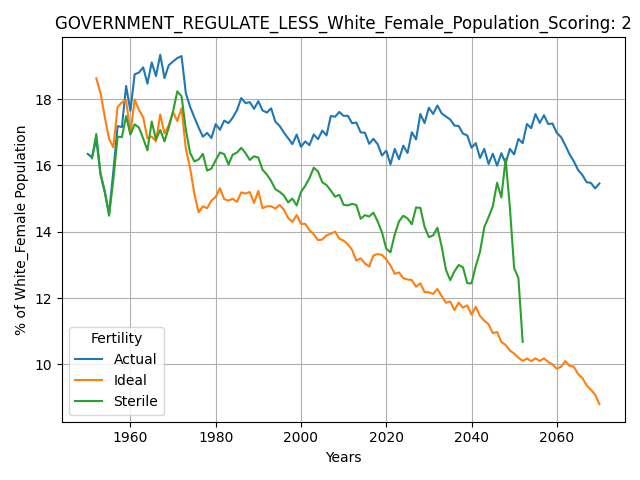 GOVERNMENT_REGULATE_LESS_White_Female_Population_Scoring: 2
% of White_Female Population
18
16
14
12
10
Fertility
Actual
Ideal
Sterile
1960 1980 2000 2020 2040 2060
Years